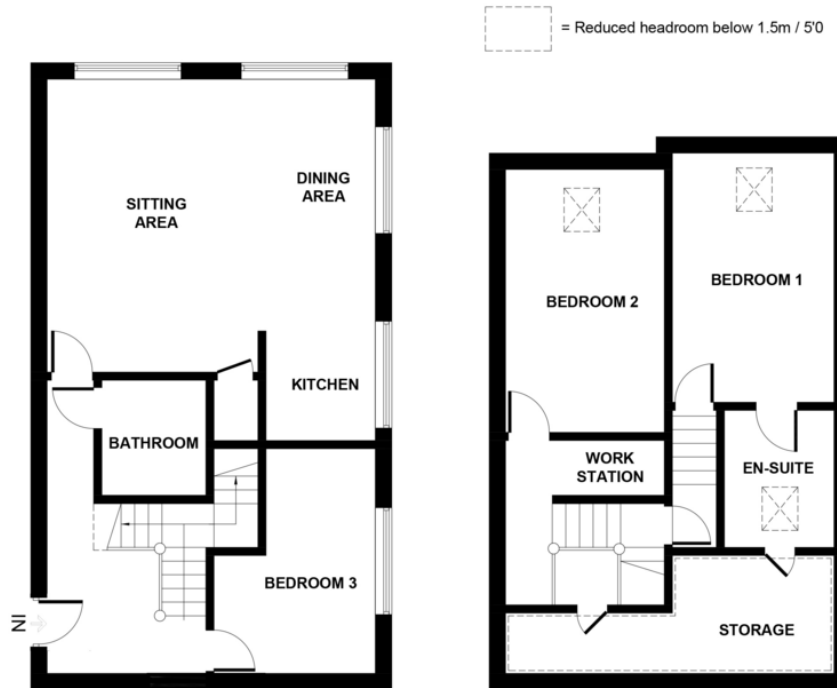 = Reduced headroom below 1.5m / 5'0
SITTING
AREA
DINING
AREA
KITCHEN
BATHROOM
BEDROOM 3
IN
BEDROOM 2
BEDROOM 1
WORK
STATION
EN-SUITE
STORAGE